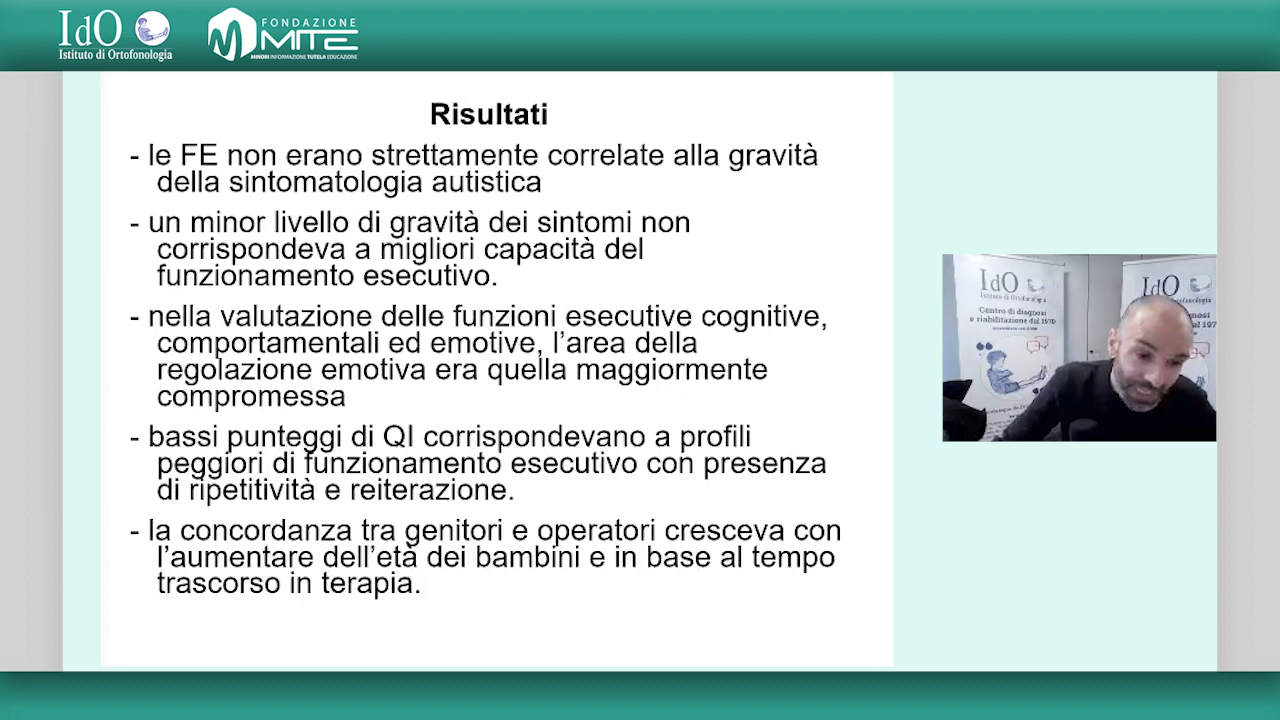 IdO
Istituto di Ortofonologia
FONDAZIONE
MITE
MINORI INFORMAZIONE TUTELA EDUCAZIONE
Risultati
- le FE non erano strettamente correlate alla gravità
della sintomatologia autistica
- un minor livello di gravità dei sintomi non
corrispondeva a migliori capacità del
funzionamento esecutivo.
- nella valutazione delle funzioni esecutive cognitive,
comportamentali ed emotive, l’area della
regolazione emotiva era quella maggiormente
compromessa
- bassi punteggi di QI corrispondevano a profili
peggiori di funzionamento esecutivo con presenza
di ripetitività e reiterazione.
- la concordanza tra genitori e operatori cresceva con
l’aumentare dell’età dei bambini e in base al tempo
trascorso in terapia.
IdO
Istituto di Ortofonologia
Centro di diagnosi
e riabilitazione dal 1970
IdO